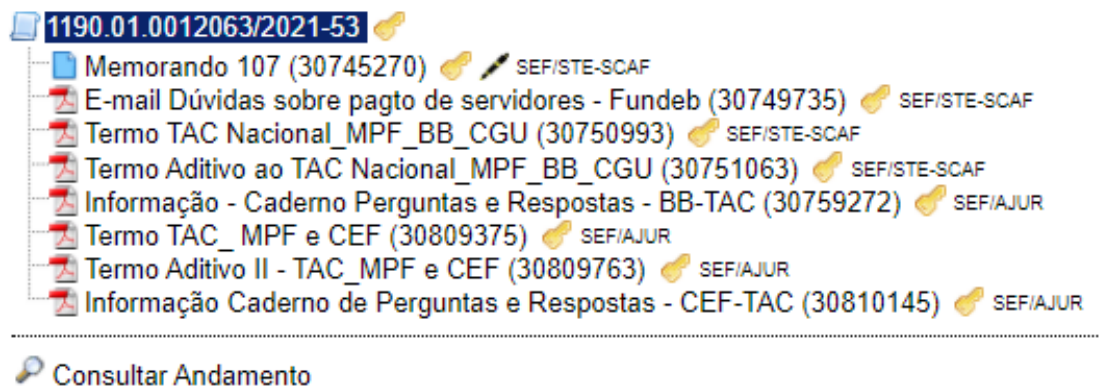 1190.01.0012063/2021-53
Memorando 107 (30745270) SEF/STE-SCAF
E-mail Dúvidas sobre pagto de servidores - Fundeb (30749735) SEF/STE-SCAF
Termo TAC Nacional_MPF_BB_CGU (30750993) SEF/STE-SCAF
Termo Aditivo ao TAC Nacional_MPF_BB_CGU (30751063) SEF/STE-SCAF
Informação - Caderno Perguntas e Respostas - BB-TAC (30759272) SEF/AJUR
Termo TAC_ MPF e CEF (30809375) SEF/AJUR
Termo Aditivo II - TAC_MPF e CEF (30809763) SEF/AJUR
Informação Caderno de Perguntas e Respostas - CEF-TAC (30810145) SEF/AJUR
Consultar Andamento